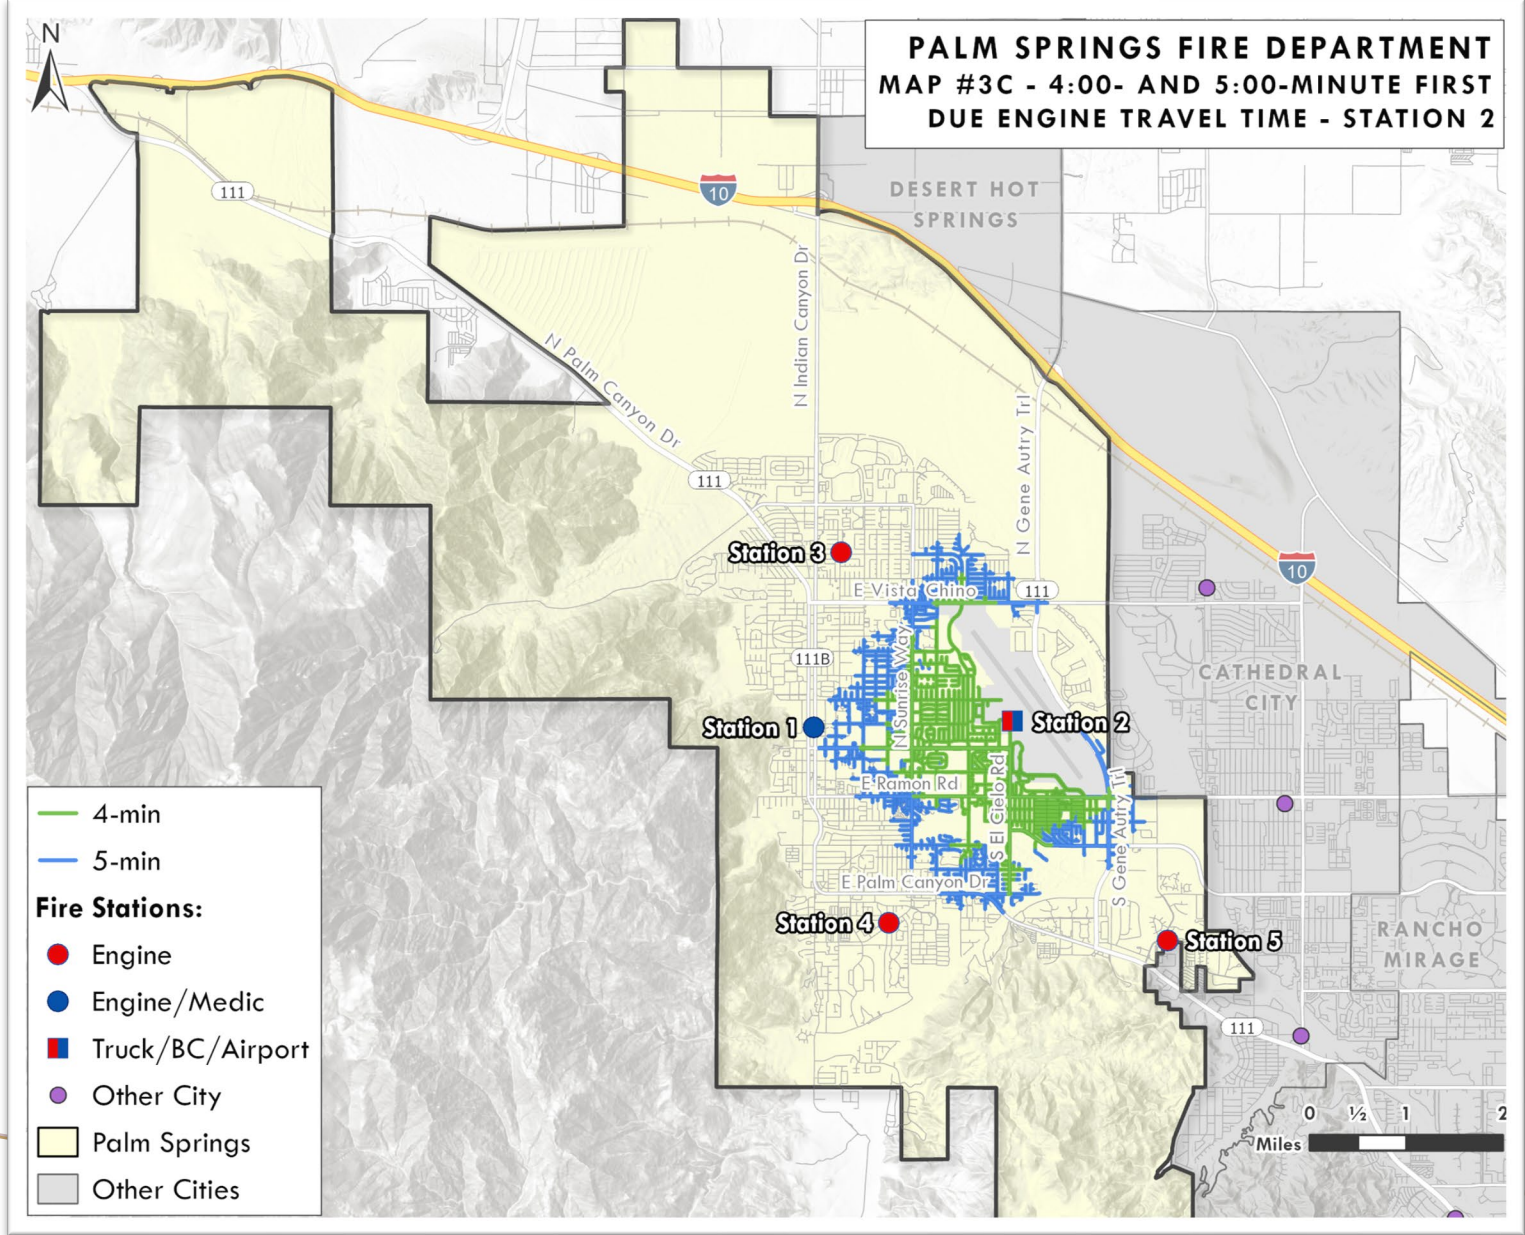 N
PALM SPRINGS FIRE DEPARTMENT
MAP #3C - 4:00- AND 5:00-MINUTE FIRST
DUE ENGINE TRAVEL TIME - STATION 2
10
111
DESERT HOT
SPRINGS
N Indian Canyon Dr
N Palm Canyon Dr
N Gene Autry Trl
111
Station 3
10
E Vista Chino
111
N Sunrise Way
111B
CATHEDRAL
CITY
Station 1
Station 2
E Ramon Rd
S El Cielo Rd
S Gene Autry Trl
E Palm Canyon Dr
Station 4
Station 5
RANCHO
MIRAGE
111
4-min
5-min
Fire Stations:
Engine
Engine/Medic
Truck/BC/Airport
Other City
Palm Springs
Other Cities
0 ½ 1 2
Miles